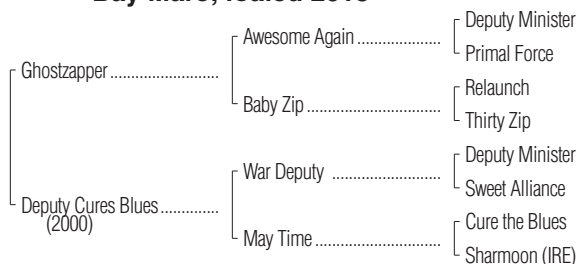 Bay Mare, foaled 2013
Deputy Minister
Awesome Again ....................
Primal Force
Ghostzapper ..........................
Relaunch
Baby Zip ................................
Thirty Zip
Deputy Minister
War Deputy ..........................
Sweet Alliance
Deputy Cures Blues ..............
(2000)
Cure the Blues
May Time ..............................
Sharmoon (IRE)